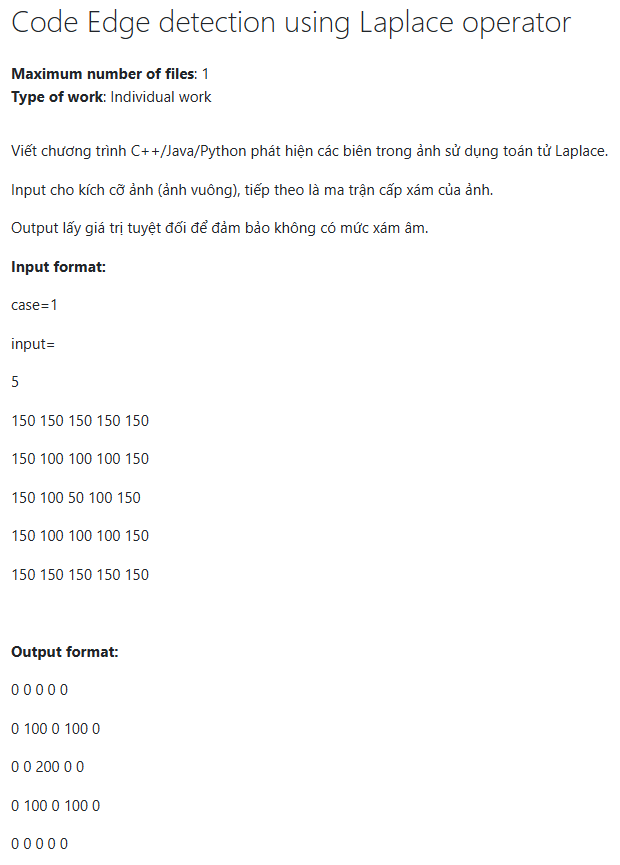 Code Edge detection using Laplace operator
Maximum number of files: 1
Type of work: Individual work
Viết chương trình C++/Java/Python phát hiện các biên trong ảnh sử dụng toán tử Laplace.
Input cho kích cỡ ảnh (ảnh vuông), tiếp theo là ma trận cấp xám của ảnh.
Output lấy giá trị tuyệt đối để đảm bảo không có mức xám âm.
Input format:
case=1
input=
5
150 150 150 150 150
150 100 100 100 150
150 100 50 100 150
150 100 100 100 150
150 150 150 150 150
Output format:
0 0 0 0 0
0 100 0 100 0
0 0 200 0 0
0 100 0 100 0
0 0 0 0 0